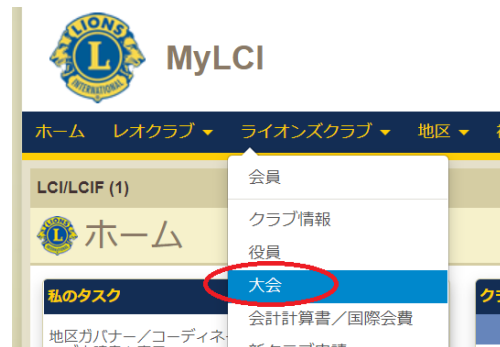 LIONS
L
INTERNATIONAL
MyLCI
ホーム レオクラブ ▼ ライオンズクラブ ▼ 地区 ▼
LCI/LCIF (1)
会員
クラブ情報
ホーム
役員
大会
私のタスク
会計計算書/国際会費
地区ガバナー/コーディネ